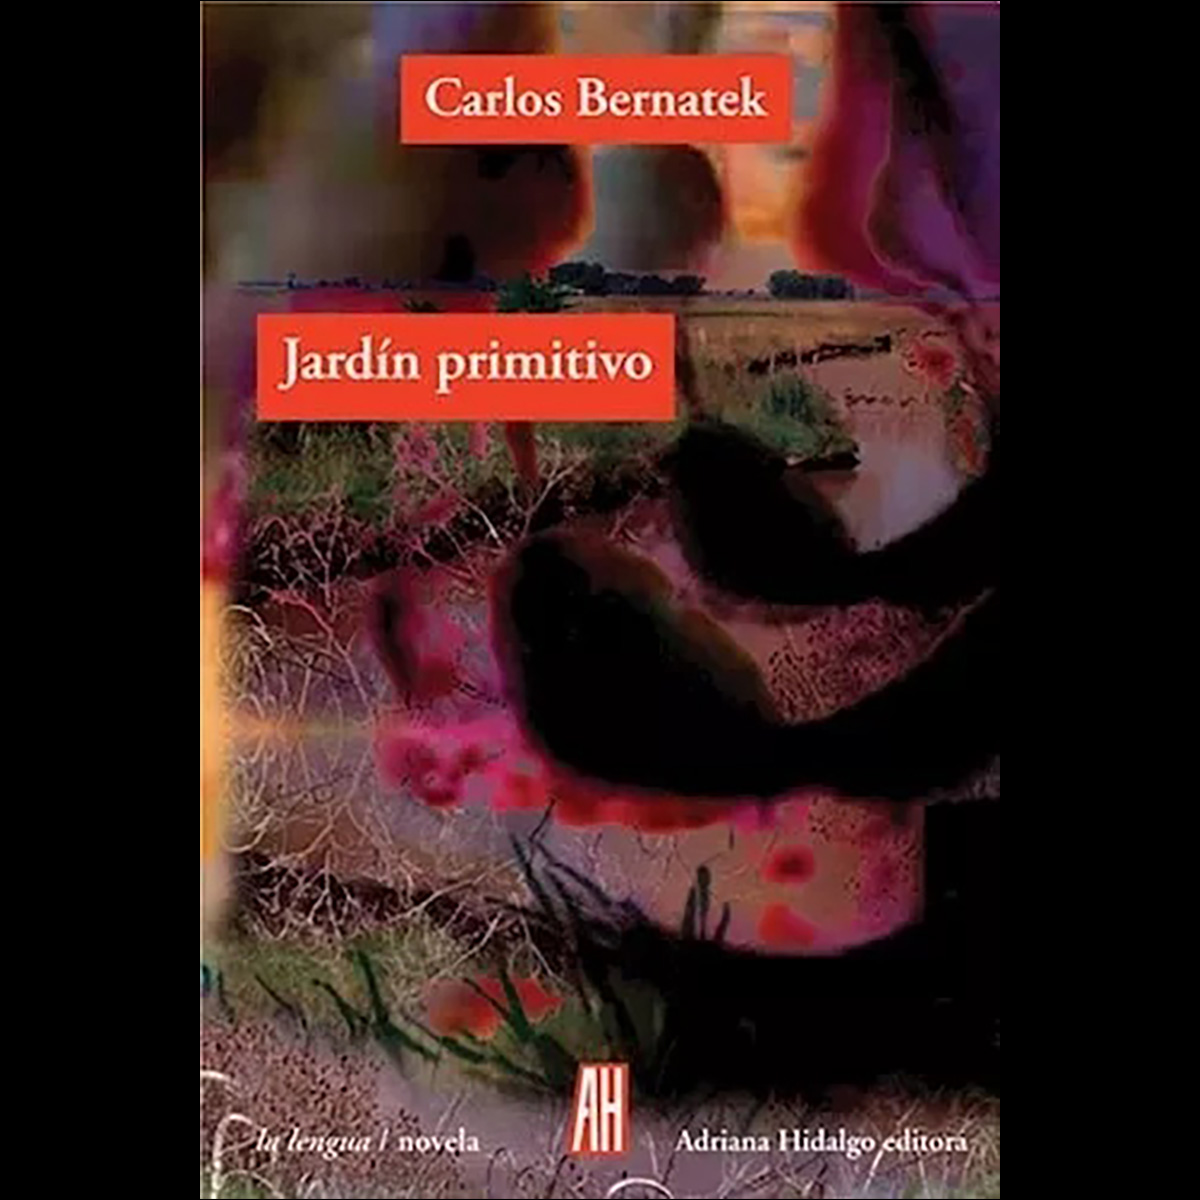 Carlos Bernatek
Jardín primitivo
AH
la lengua / novela
Adriana Hidalgo editora